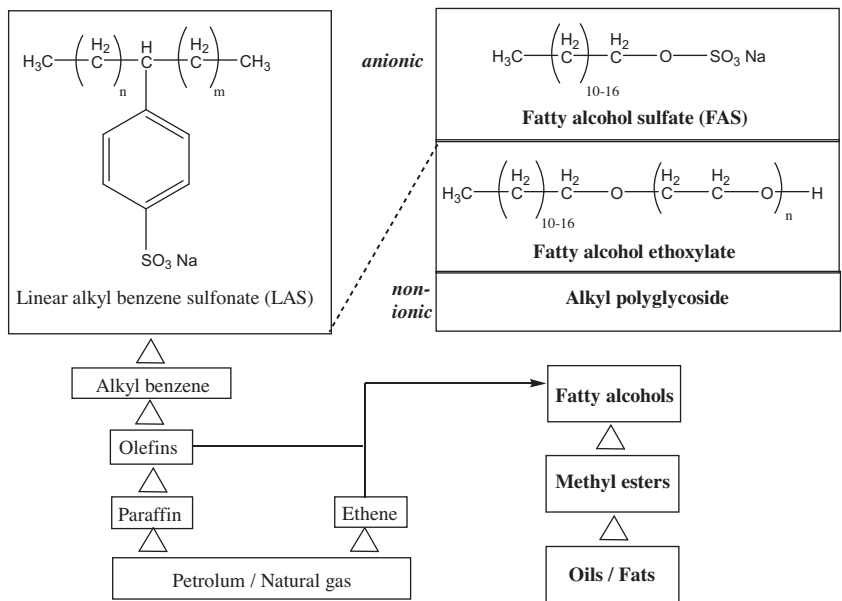 H₃C (H₂ C)n H C (H₂ C)m CH₃
SO₃ Na
Linear alkyl benzene sulfonate (LAS)
anionic
H₃C (H₂ C)10-16 H₂ C O SO₃ Na
Fatty alcohol sulfate (FAS)
H₃C (H₂ C)10-16 H₂ C O (H₂ C H₂ C O)n H
Fatty alcohol ethoxylate
non-
ionic
Alkyl polyglycoside
Alkyl benzene
Olefins
Paraffin
Ethene
Petrolum / Natural gas
Fatty alcohols
Methyl esters
Oils / Fats